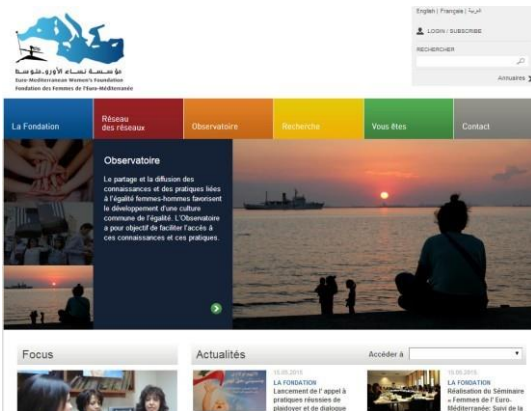 English | Français | العربية
LOGIN / SUBSCRIBE
RECHERCHER
Annuaires
مؤسسة نساء الأورو-متوسط
Euro-Mediterranean Women's Foundation
Fondation des Femmes de l'Euro-Méditerranée
La Fondation
Réseau
des réseaux
Observatoire
Recherche
Vous êtes
Contact
Observatoire
Le partage et la diffusion des
connaissances et des pratiques liées
à l'égalité femmes-hommes favorisent
le développement d'une culture
commune de l'égalité. L'Observatoire
a pour objectif de faciliter l'accès à
ces connaissances et ces pratiques.
Focus
Actualités
Accéder à
LA FONDATION
Lancement de l' appel à
pratiques réussies de
plaidoyer et de dialogue
LA FONDATION
Réalisation du Séminaire
« Femmes de l' Euro-
Méditerranée: Suivi de la